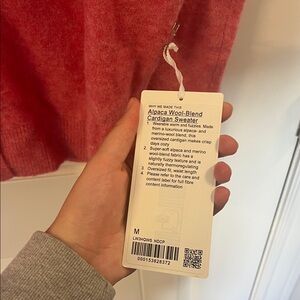 WHY WE MADE THIS
Alpaca Wool-Blend
Cardigan Sweater
1. Wearable warm and fuzzies. Made
from a luxurious alpaca- and
merino-wool blend, this
oversized cardigan makes crisp
days cozy
2. Super-soft alpaca and merino
wool-blend fabric has a
slightly fuzzy texture and is
naturally thermoregulating
3. Oversized fit, waist length
4. Please refer to the care and
content label for full fibre
content information
M
LW3HQWS NDCP
000153828372